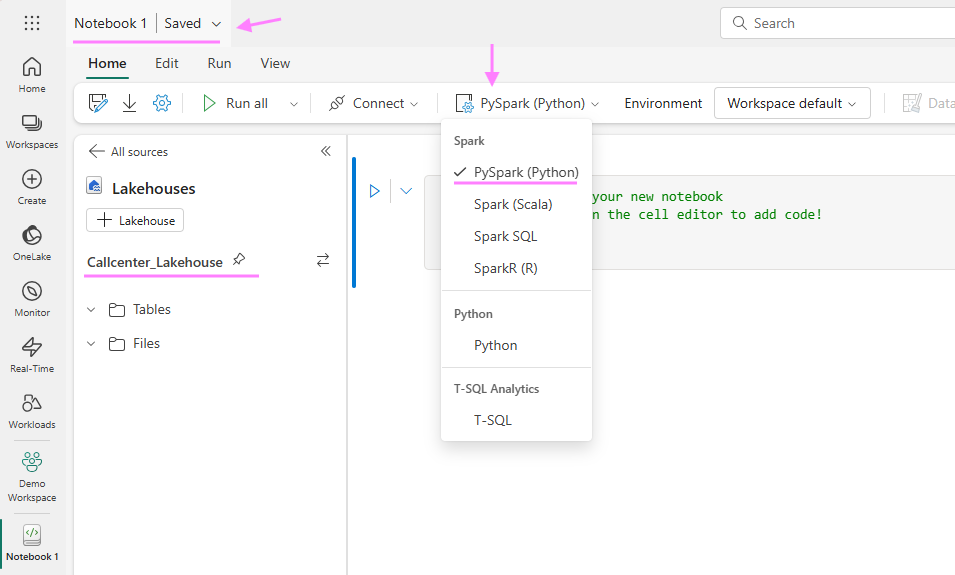 Notebook 1 | Saved
Search
Home Edit Run View
Run all Connect PySpark (Python) Environment Workspace default Data
Home
Workspaces
Create
OneLake
Monitor
Real-Time
Workloads
Demo
Workspace
Notebook 1
All sources
Lakehouses
Lakehouse
Callcenter_Lakehouse
Tables
Files
Spark
PySpark (Python)
Spark (Scala)
Spark SQL
SparkR (R)
Python
Python
T-SQL Analytics
T-SQL
your new notebook
n the cell editor to add code!